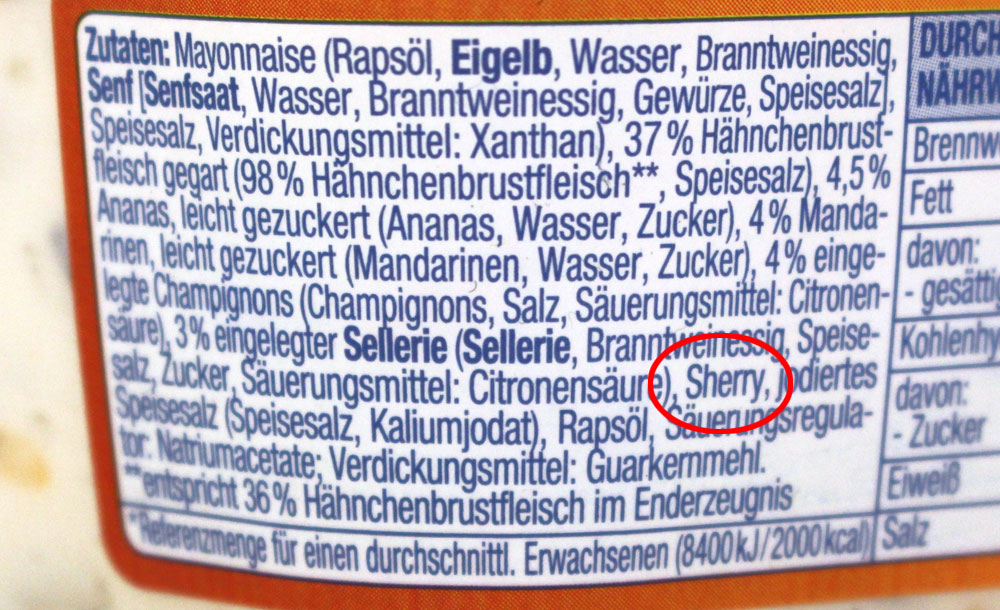 Zutaten: Mayonnaise (Rapsöl, Eigelb, Wasser, Branntweinessig,
Senf [Senfsaat, Wasser, Branntweinessig, Gewürze, Speisesalz],
Speisesalz, Verdickungsmittel: Xanthan), 37 % Hähnchenbrust-
fleisch gegart (98 % Hähnchenbrustfleisch**, Speisesalz), 4,5 %
Ananas, leicht gezuckert (Ananas, Wasser, Zucker), 4 % Manda-
rinen, leicht gezuckert (Mandarinen, Wasser, Zucker), 4 % einge-
legte Champignons (Champignons, Salz, Säuerungsmittel: Citronen-
säure), 3 % eingelegter Sellerie (Sellerie, Branntweinessig, Speise-
salz, Zucker, Säuerungsmittel: Citronensäure), Sherry, jodiertes
Speisesalz (Speisesalz, Kaliumjodat), Rapsöl, Säuerungsregula-
tor: Natriumacetate; Verdickungsmittel: Guarkernmehl.
**entspricht 36 % Hähnchenbrustfleisch im Enderzeugnis
*Referenzmenge für einen durchschnittl. Erwachsenen (8400 kJ/2000 kcal)
DURCH
NÄHRW
Brennw
Fett
davon:
- gesätti
Kohlenhy
davon:
- Zucker
Eiweiß
Salz